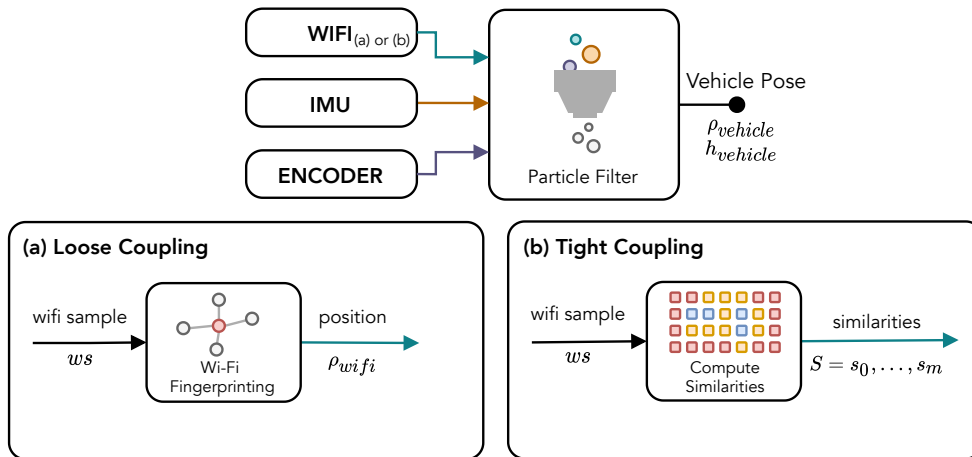 WIFI(a) or (b)
IMU
ENCODER
Particle Filter
Vehicle Pose
ρvehicle
hvehicle
(a) Loose Coupling
wifi sample
ws
Wi-Fi
Fingerprinting
position
ρwifi
(b) Tight Coupling
wifi sample
ws
Compute
Similarities
similarities
S = s0, . . . , sm